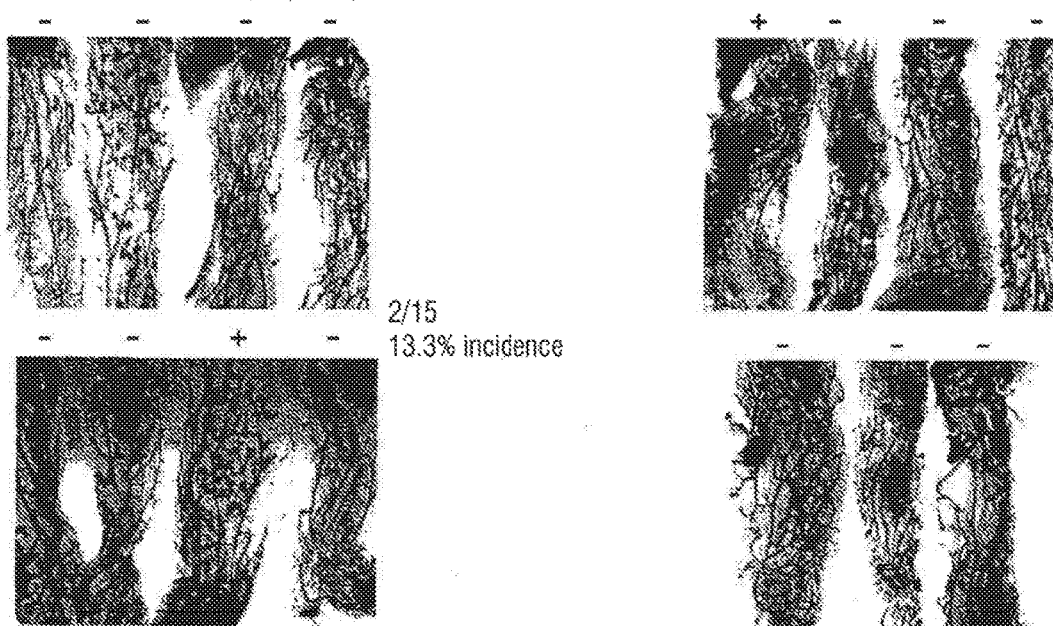 - - - -
+ - - -
2/15
13.3% incidence
- - + -
- - -